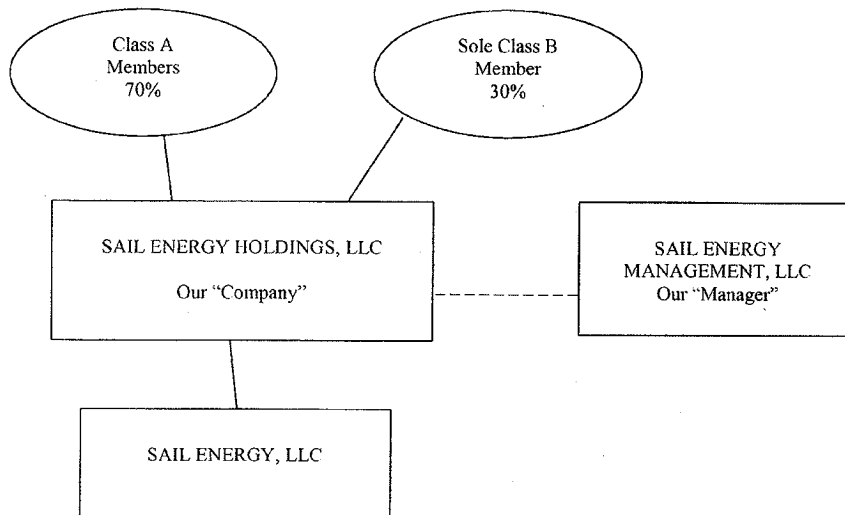 Class A
Members
70%
Sole Class B
Member
30%
SAIL ENERGY HOLDINGS, LLC
Our “Company”
SAIL ENERGY
MANAGEMENT, LLC
Our “Manager”
SAIL ENERGY, LLC